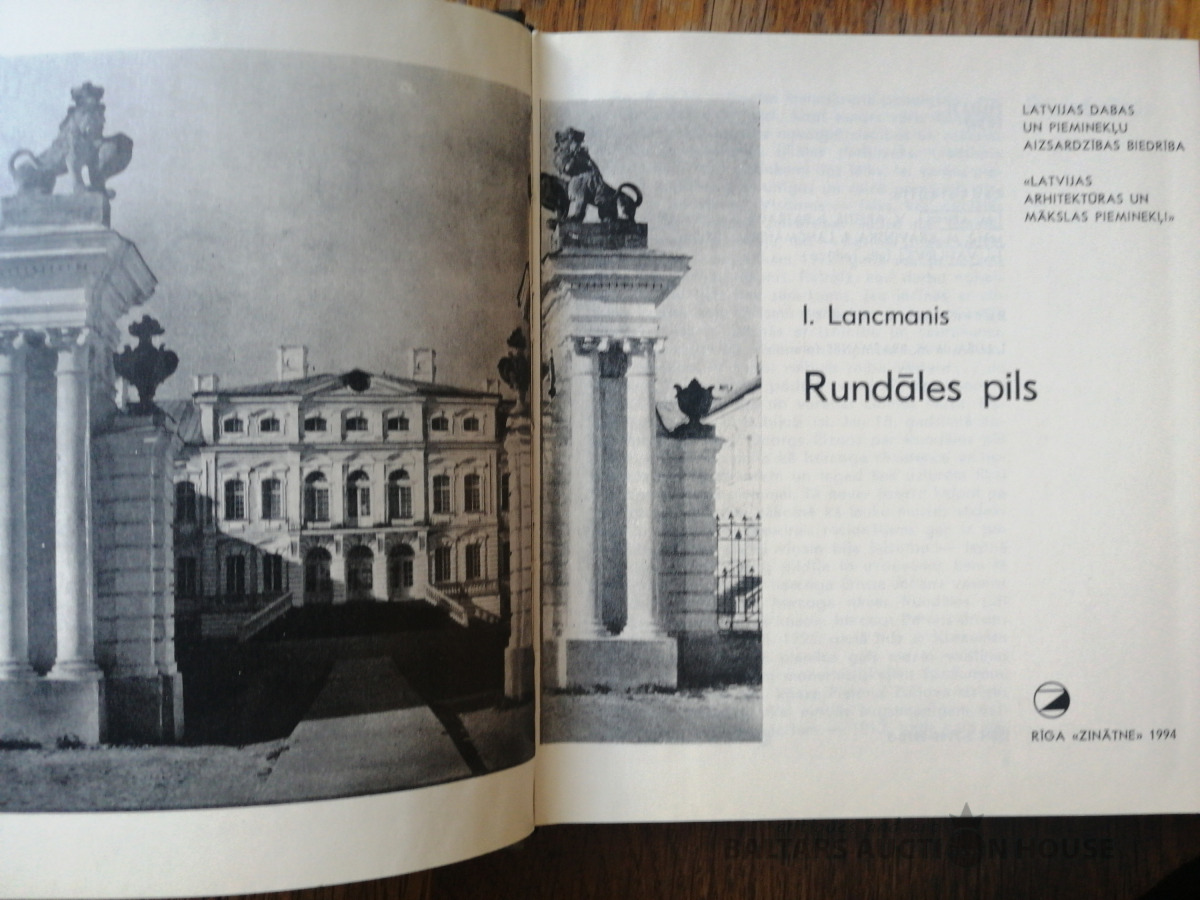 LATVIJAS DABAS
UN PIEMINEKĻU
AIZSARDZĪBAS BIEDRĪBA
«LATVIJAS
ARHITEKTŪRAS UN
MĀKSLAS PIEMINEKĻI»
I. Lancmanis
Rundāles pils
RĪGA «ZINĀTNE» 1994
BALTARS AUCTION HOUSE